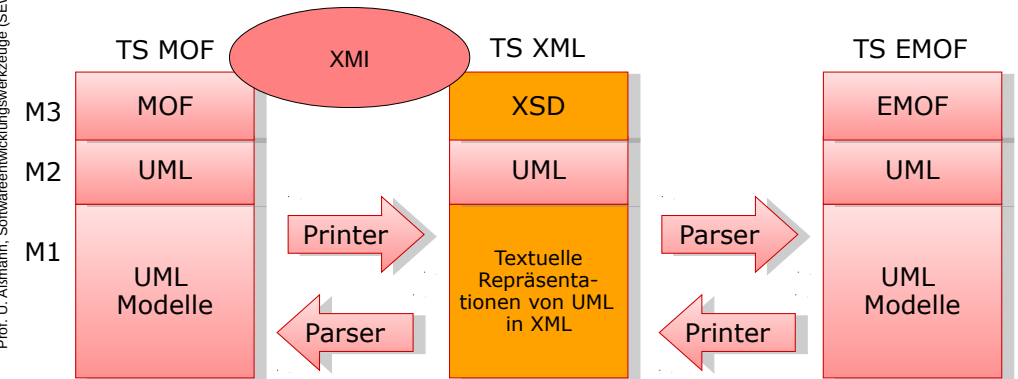 TS MOF
XMI
TS XML
TS EMOF
M3
MOF
XSD
EMOF
M2
UML
UML
UML
M1
Printer
Parser
UML
Modelle
Textuelle
Repräsenta-
tionen von UML
in XML
UML
Modelle
Parser
Printer
Prof. U. Aßmann, Softwareentwicklungswerkzeuge (SEW